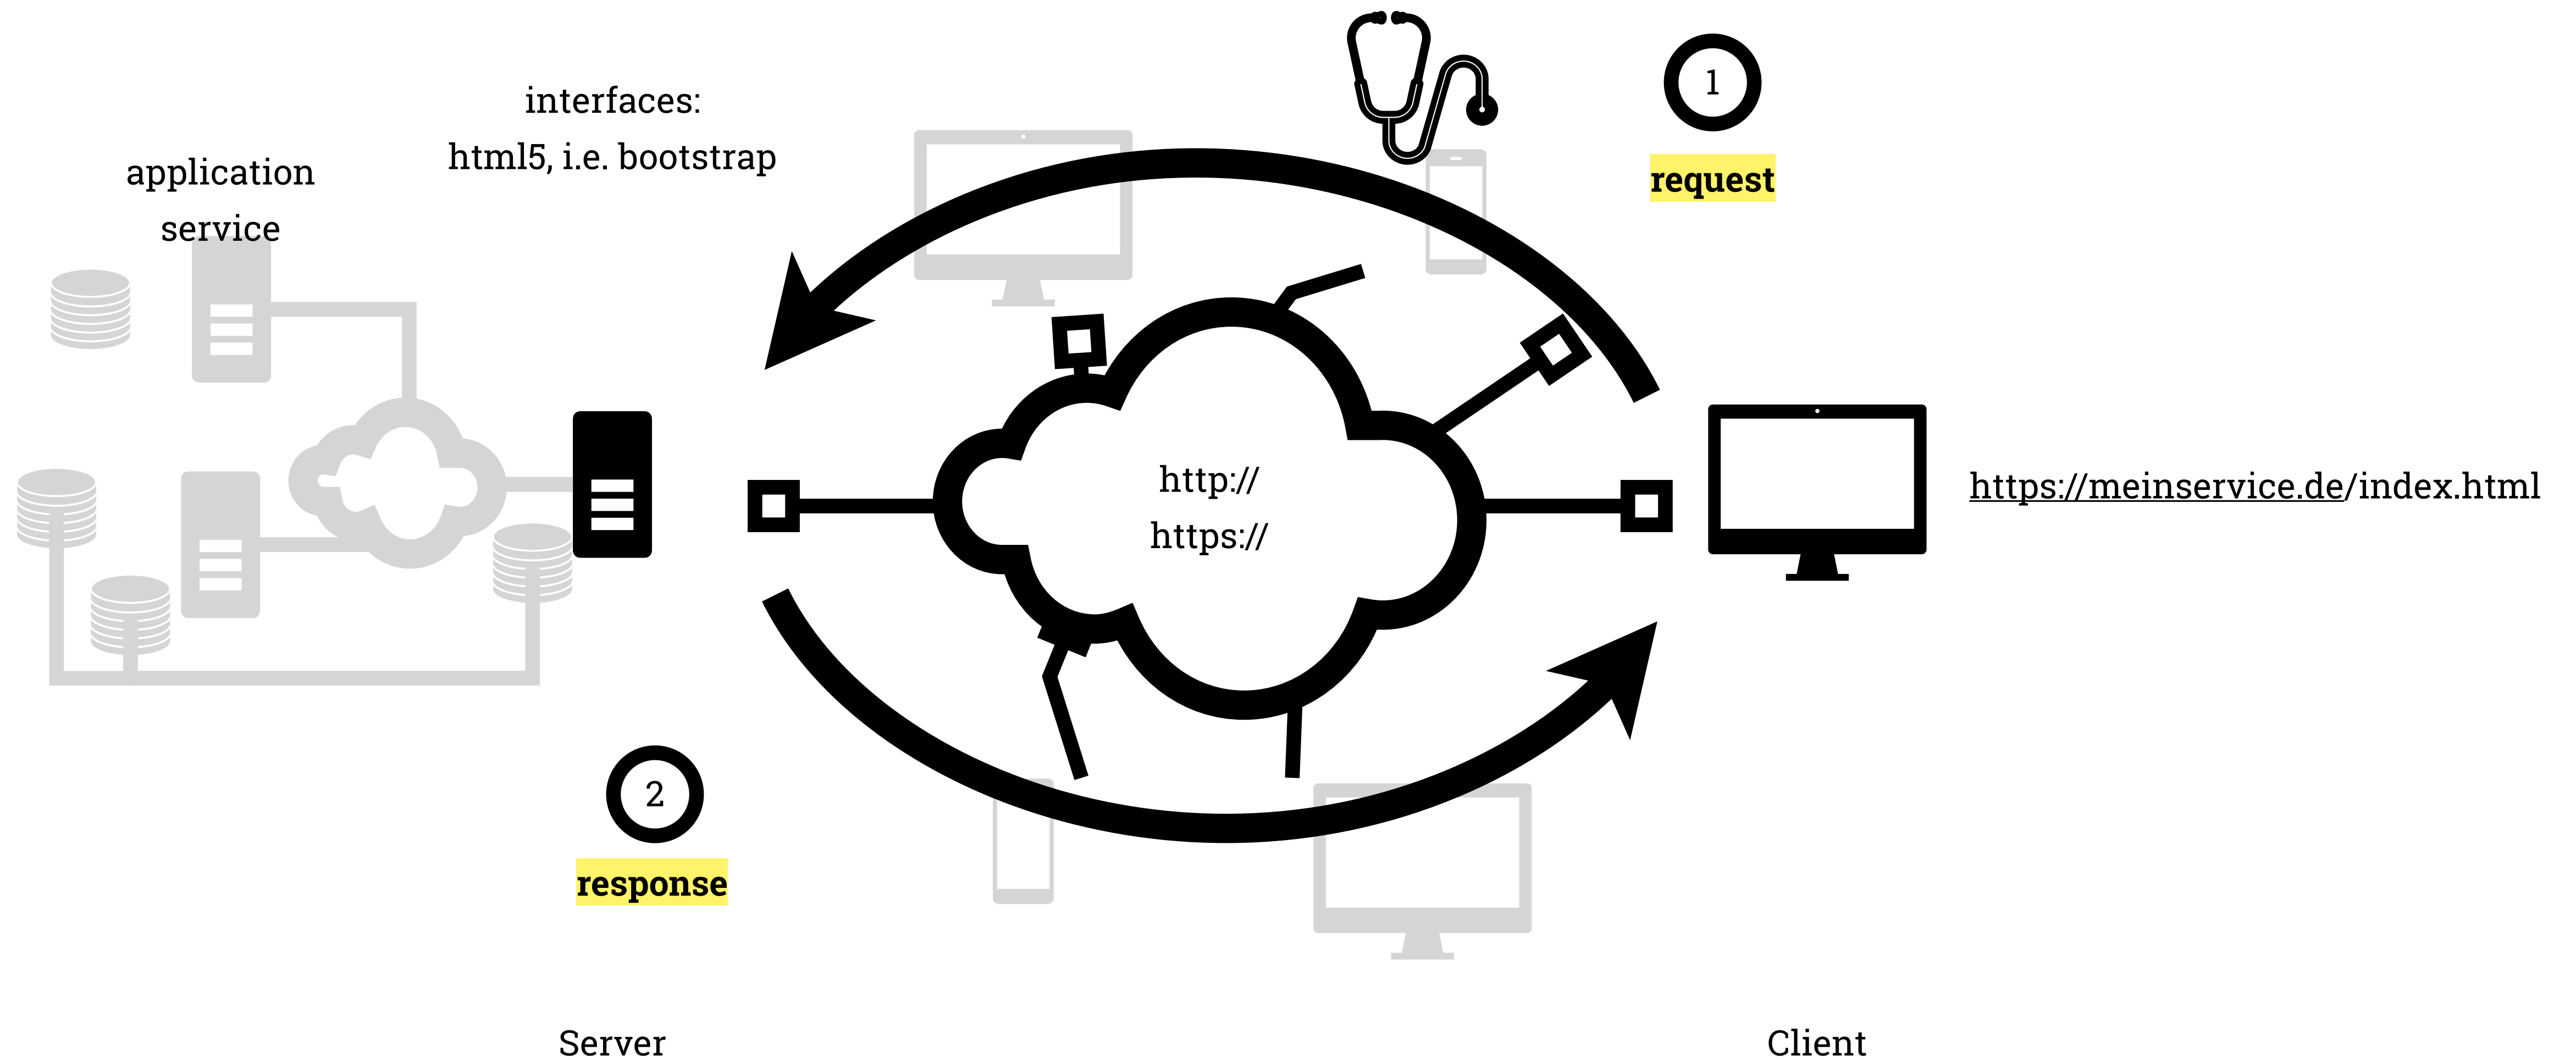 application
service
interfaces:
html5, i.e. bootstrap
1
request
http://
https://
https://meinservice.de/index.html
2
response
Server
Client